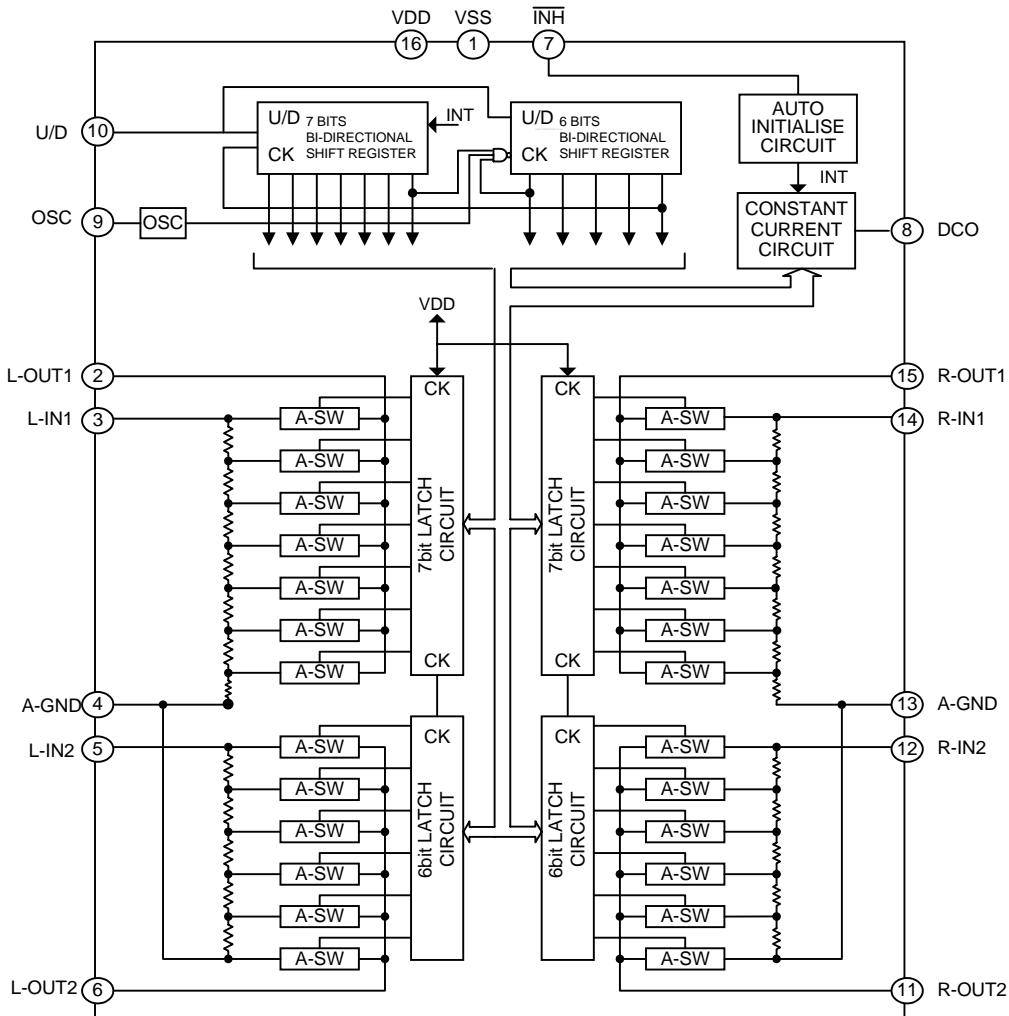 VDD VSS INH
16 1 7
U/D 10
U/D 7 BITS
BI-DIRECTIONAL
CK SHIFT REGISTER
INT
U/D 6 BITS
BI-DIRECTIONAL
CK SHIFT REGISTER
AUTO
INITIALISE
CIRCUIT
INT
OSC 9 OSC
CONSTANT
CURRENT
CIRCUIT
8 DCO
VDD
L-OUT1 2
L-IN1 3
A-SW
A-SW
A-SW
A-SW
A-SW
A-SW
A-SW
CK
7bit LATCH
CIRCUIT
CK
CK
7bit LATCH
CIRCUIT
CK
A-SW
A-SW
A-SW
A-SW
A-SW
A-SW
A-SW
15 R-OUT1
14 R-IN1
A-GND 4
L-IN2 5
A-SW
A-SW
A-SW
A-SW
A-SW
A-SW
CK
6bit LATCH
CIRCUIT
CK
6bit LATCH
CIRCUIT
A-SW
A-SW
A-SW
A-SW
A-SW
A-SW
13 A-GND
12 R-IN2
L-OUT2 6
11 R-OUT2